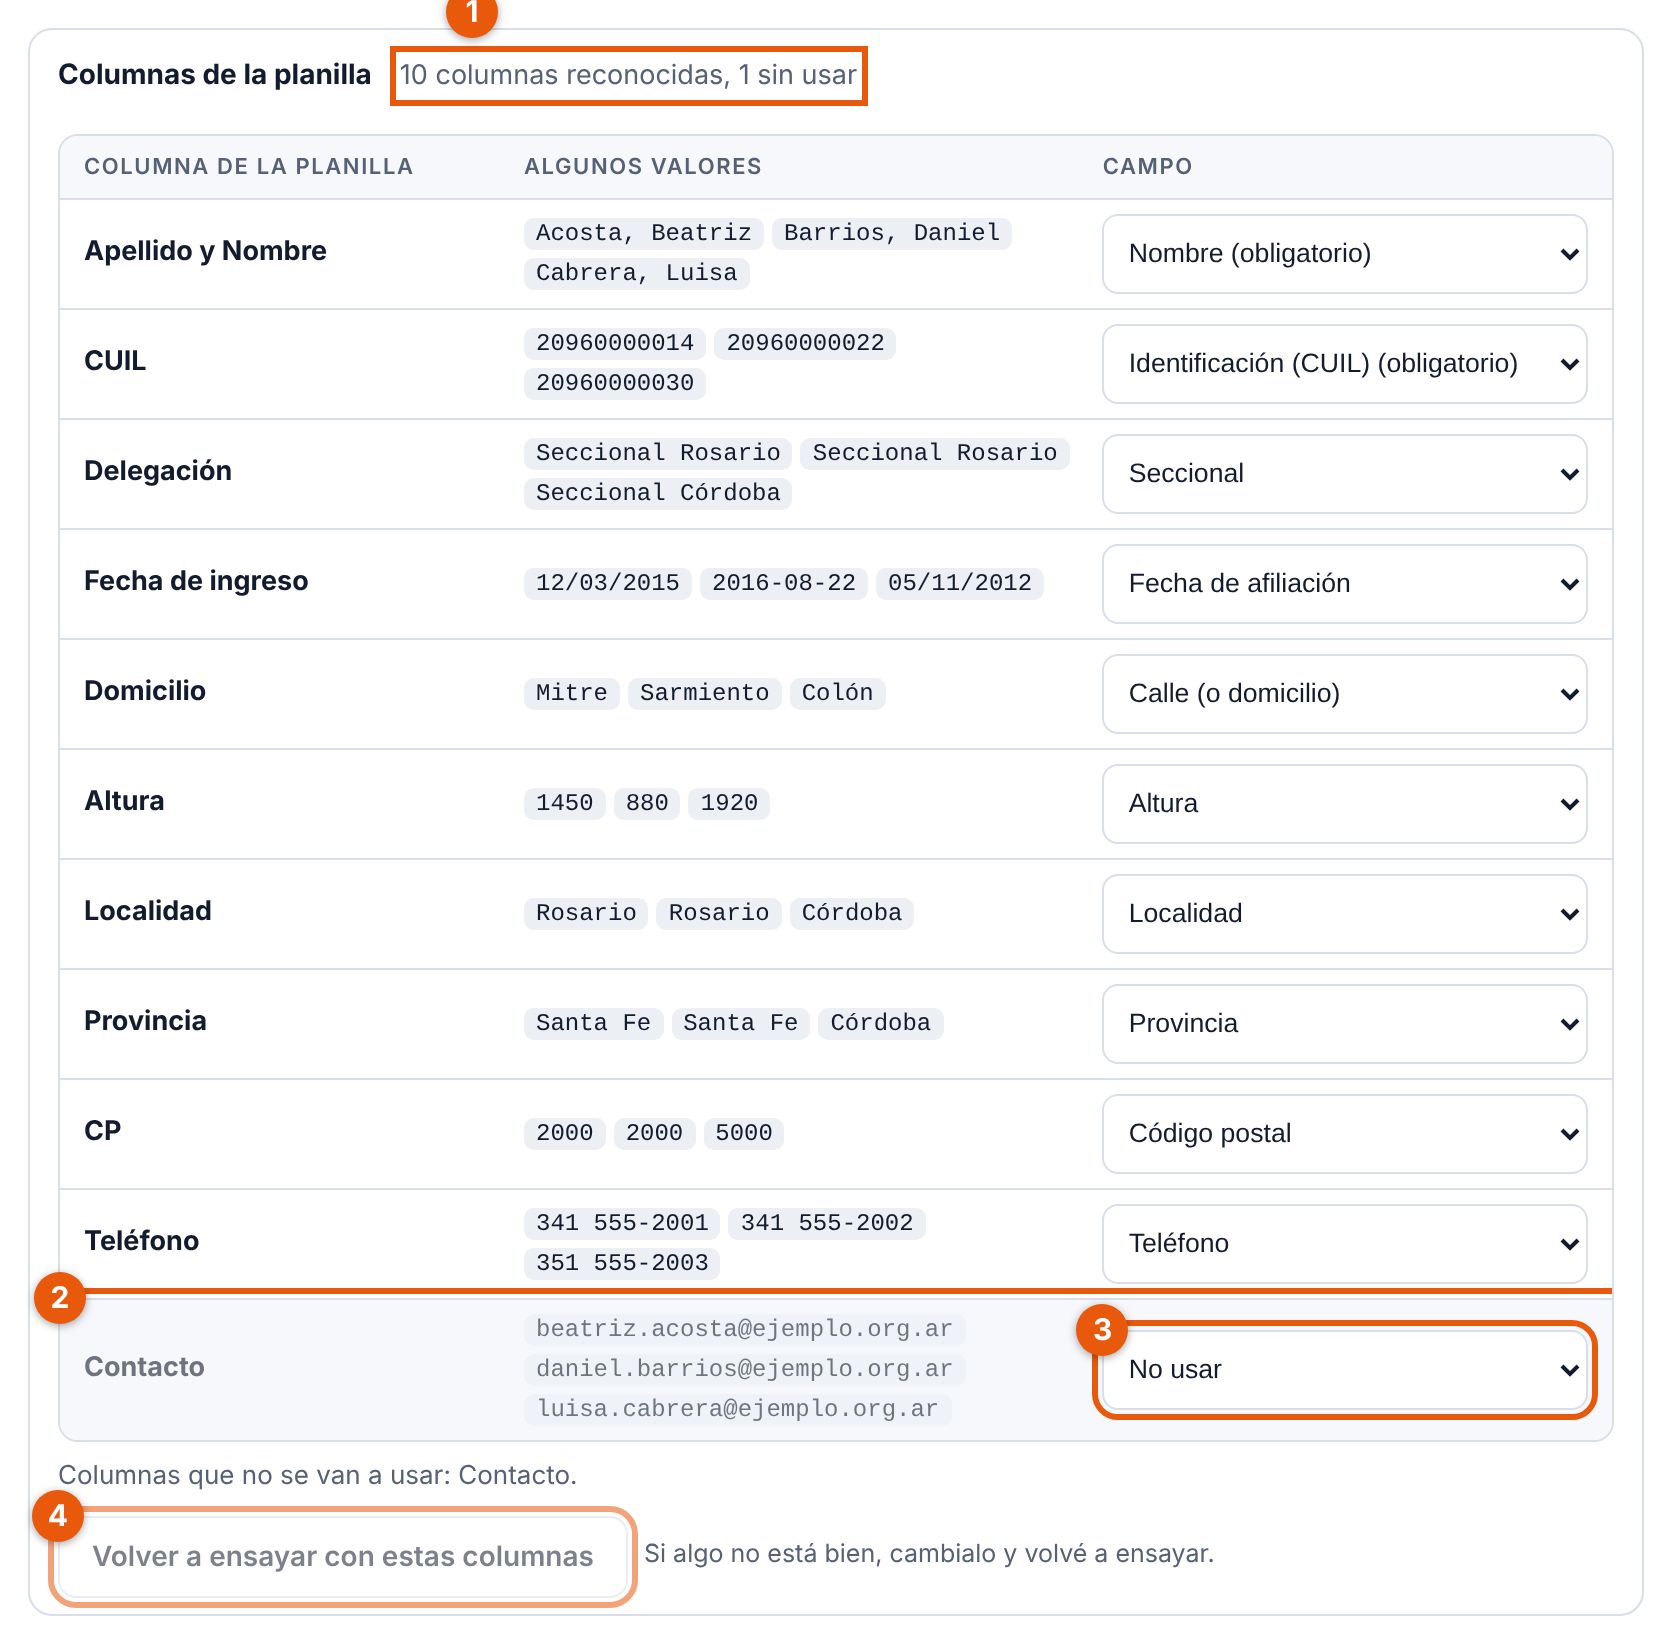 1
Columnas de la planilla 10 columnas reconocidas, 1 sin usar
COLUMNA DE LA PLANILLA ALGUNOS VALORES CAMPO
Apellido y Nombre
Acosta, Beatriz Barrios, Daniel
Cabrera, Luisa
Nombre (obligatorio)
CUIL
20960000014 20960000022
20960000030
Identificación (CUIL) (obligatorio)
Delegación
Seccional Rosario Seccional Rosario
Seccional Córdoba
Seccional
Fecha de ingreso 12/03/2015 2016-08-22 05/11/2012 Fecha de afiliación
Domicilio Mitre Sarmiento Colón Calle (o domicilio)
Altura 1450 880 1920 Altura
Localidad Rosario Rosario Córdoba Localidad
Provincia Santa Fe Santa Fe Córdoba Provincia
CP 2000 2000 5000 Código postal
Teléfono
341 555-2001 341 555-2002
351 555-2003
Teléfono
2
Contacto
beatriz.acosta@ejemplo.org.ar
daniel.barrios@ejemplo.org.ar
luisa.cabrera@ejemplo.org.ar
3
No usar
Columnas que no se van a usar: Contacto.
4
Volver a ensayar con estas columnas Si algo no está bien, cambialo y volvé a ensayar.